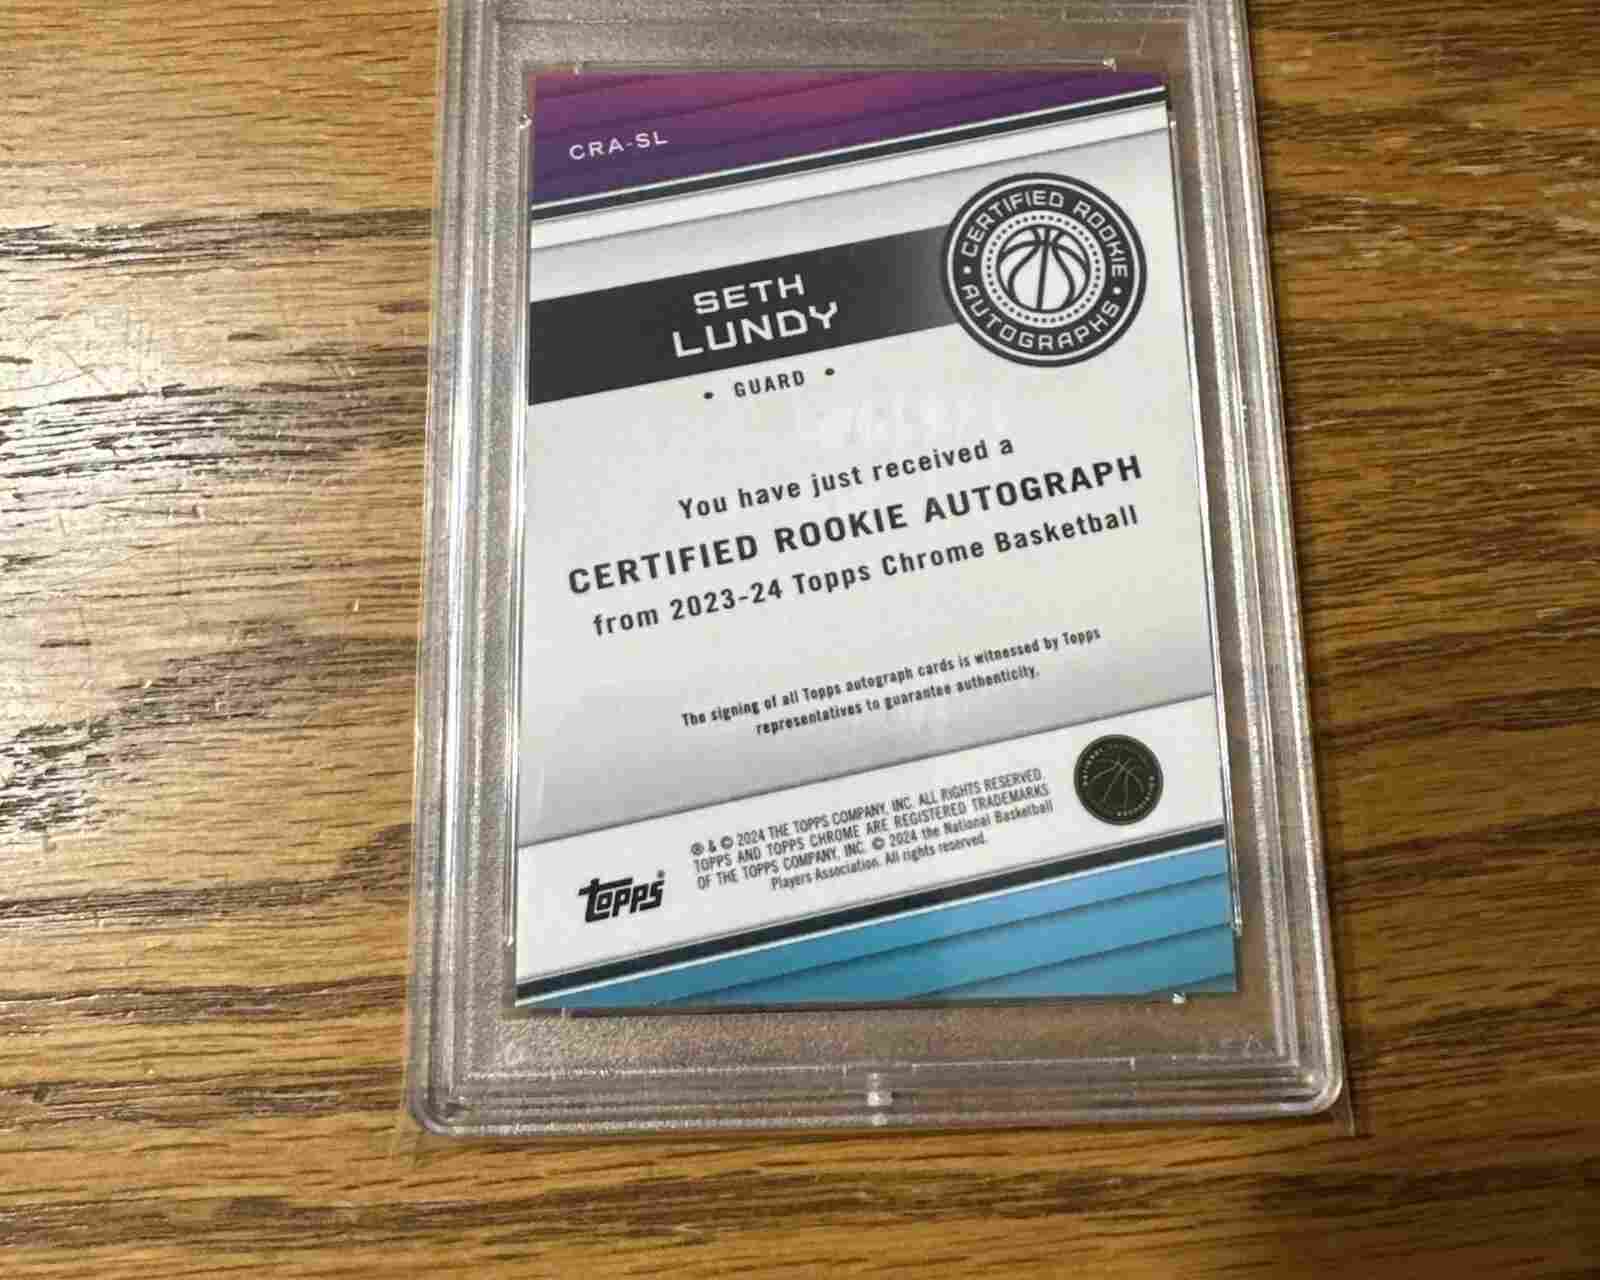 CRA-SL
CERTIFIED ROOKIE
AUTOGRAPHS
SETH
LUNDY
• GUARD •
You have just received a
CERTIFIED ROOKIE AUTOGRAPH
from 2023-24 Topps Chrome Basketball
The signing of all Topps autograph cards is witnessed by Topps
representatives to guarantee authenticity.
® & © 2024 THE TOPPS COMPANY, INC. ALL RIGHTS RESERVED.
TOPPS AND TOPPS CHROME ARE REGISTERED TRADEMARKS
OF THE TOPPS COMPANY, INC. © 2024 the National Basketball
Players Association. All rights reserved.
Topps®